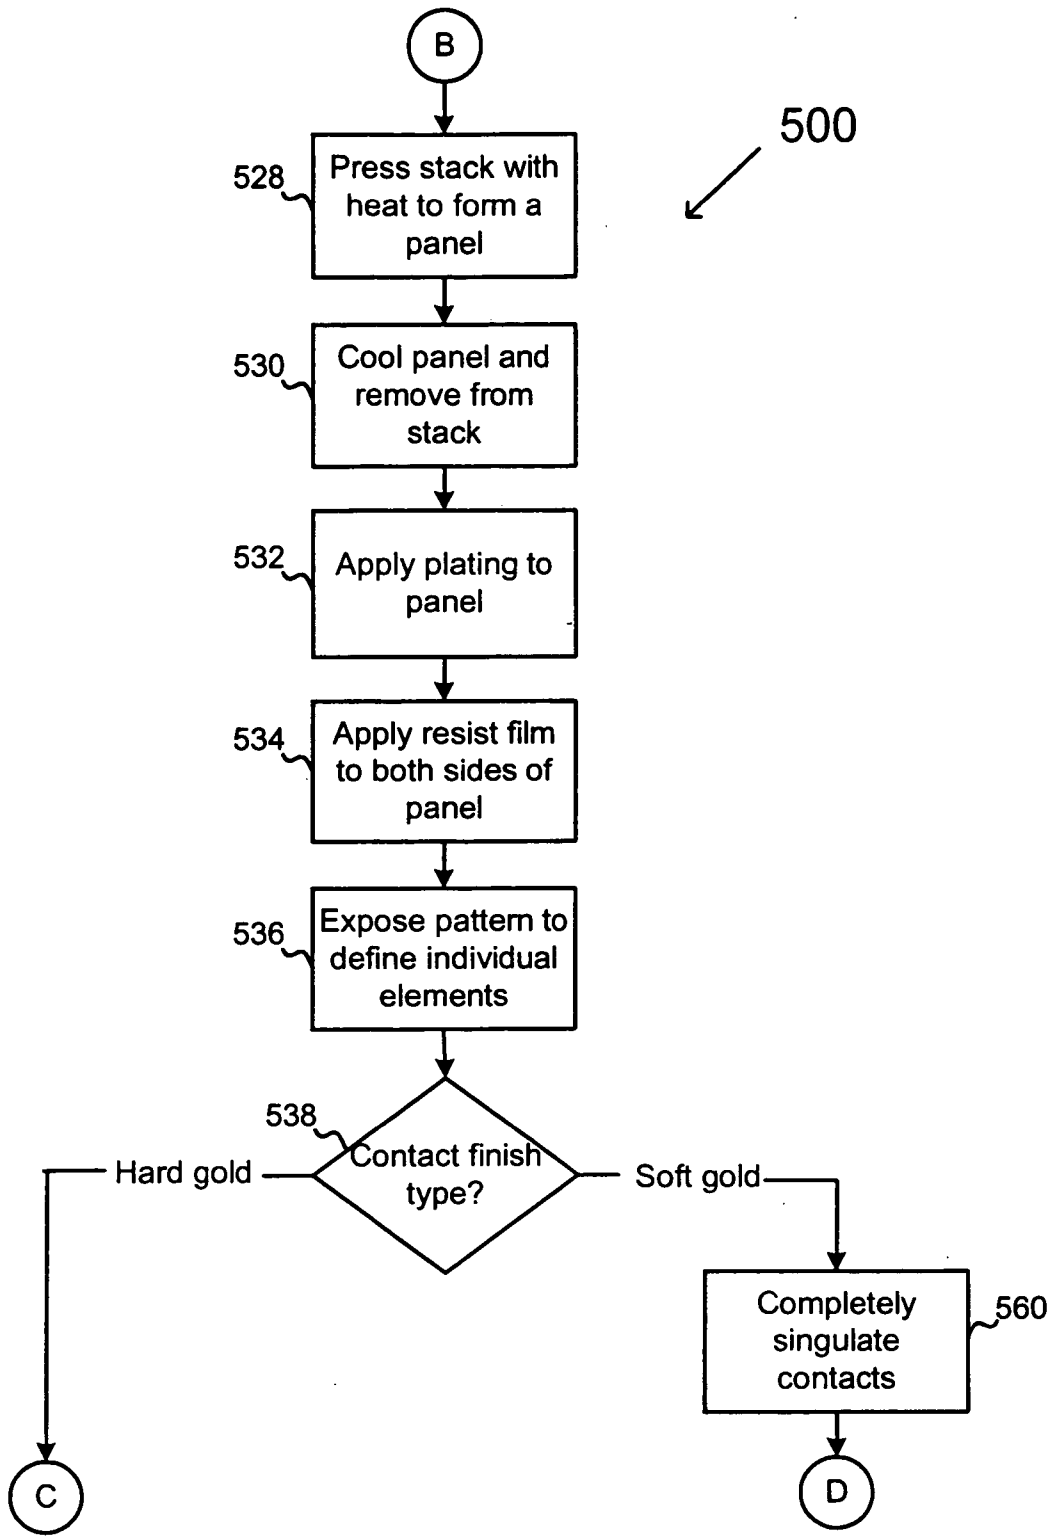 B
500
528
Press stack with
heat to form a
panel
530
Cool panel and
remove from
stack
532
Apply plating to
panel
534
Apply resist film
to both sides of
panel
536
Expose pattern to
define individual
elements
538
Contact finish
type?
Hard gold
Soft gold
Completely
singulate
contacts
560
C
D